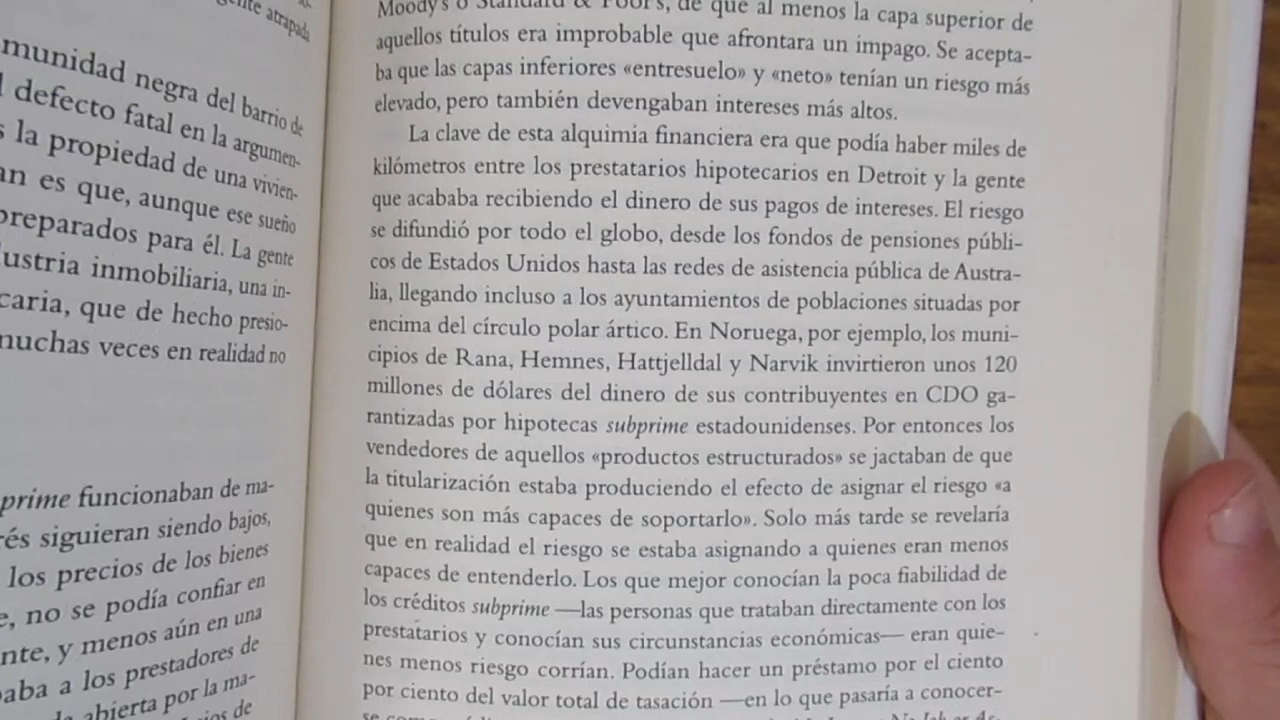 atrapada
munidad negra del barrio de
defecto fatal en la argumen-
la propiedad de una vivien-
an es que, aunque ese sueño
preparados para él. La gente
ustria inmobiliaria, una in-
caria, que de hecho presio-
muchas veces en realidad no
prime funcionaban de ma-
rés siguieran siendo bajos,
los precios de los bienes
e, no se podía confiar en
nte, y menos aún en una
aba a los prestadores de
abierta por la ma-
de
Moody's o Standard & Poor's, de que al menos la capa superior de
aquellos títulos era improbable que afrontara un impago. Se acepta-
ba que las capas inferiores «entresuelo» y «neto» tenían un riesgo más
elevado, pero también devengaban intereses más altos.
La clave de esta alquimia financiera era que podía haber miles de
kilómetros entre los prestatarios hipotecarios en Detroit y la gente
que acababa recibiendo el dinero de sus pagos de intereses. El riesgo
se difundió por todo el globo, desde los fondos de pensiones públi-
cos de Estados Unidos hasta las redes de asistencia pública de Austra-
lia, llegando incluso a los ayuntamientos de poblaciones situadas por
encima del círculo polar ártico. En Noruega, por ejemplo, los muni-
cipios de Rana, Hemnes, Hattjelldal y Narvik invirtieron unos 120
millones de dólares del dinero de sus contribuyentes en CDO ga-
rantizadas por hipotecas subprime estadounidenses. Por entonces los
vendedores de aquellos «productos estructurados» se jactaban de que
la titularización estaba produciendo el efecto de asignar el riesgo «a
quienes son más capaces de soportarlo». Solo más tarde se revelaría
que en realidad el riesgo se estaba asignando a quienes eran menos
capaces de entenderlo. Los que mejor conocían la poca fiabilidad de
los créditos subprime —las personas que trataban directamente con los
prestatarios y conocían sus circunstancias económicas— eran quie-
nes menos riesgo corrían. Podían hacer un préstamo por el ciento
por ciento del valor total de tasación —en lo que pasaría a conocer-